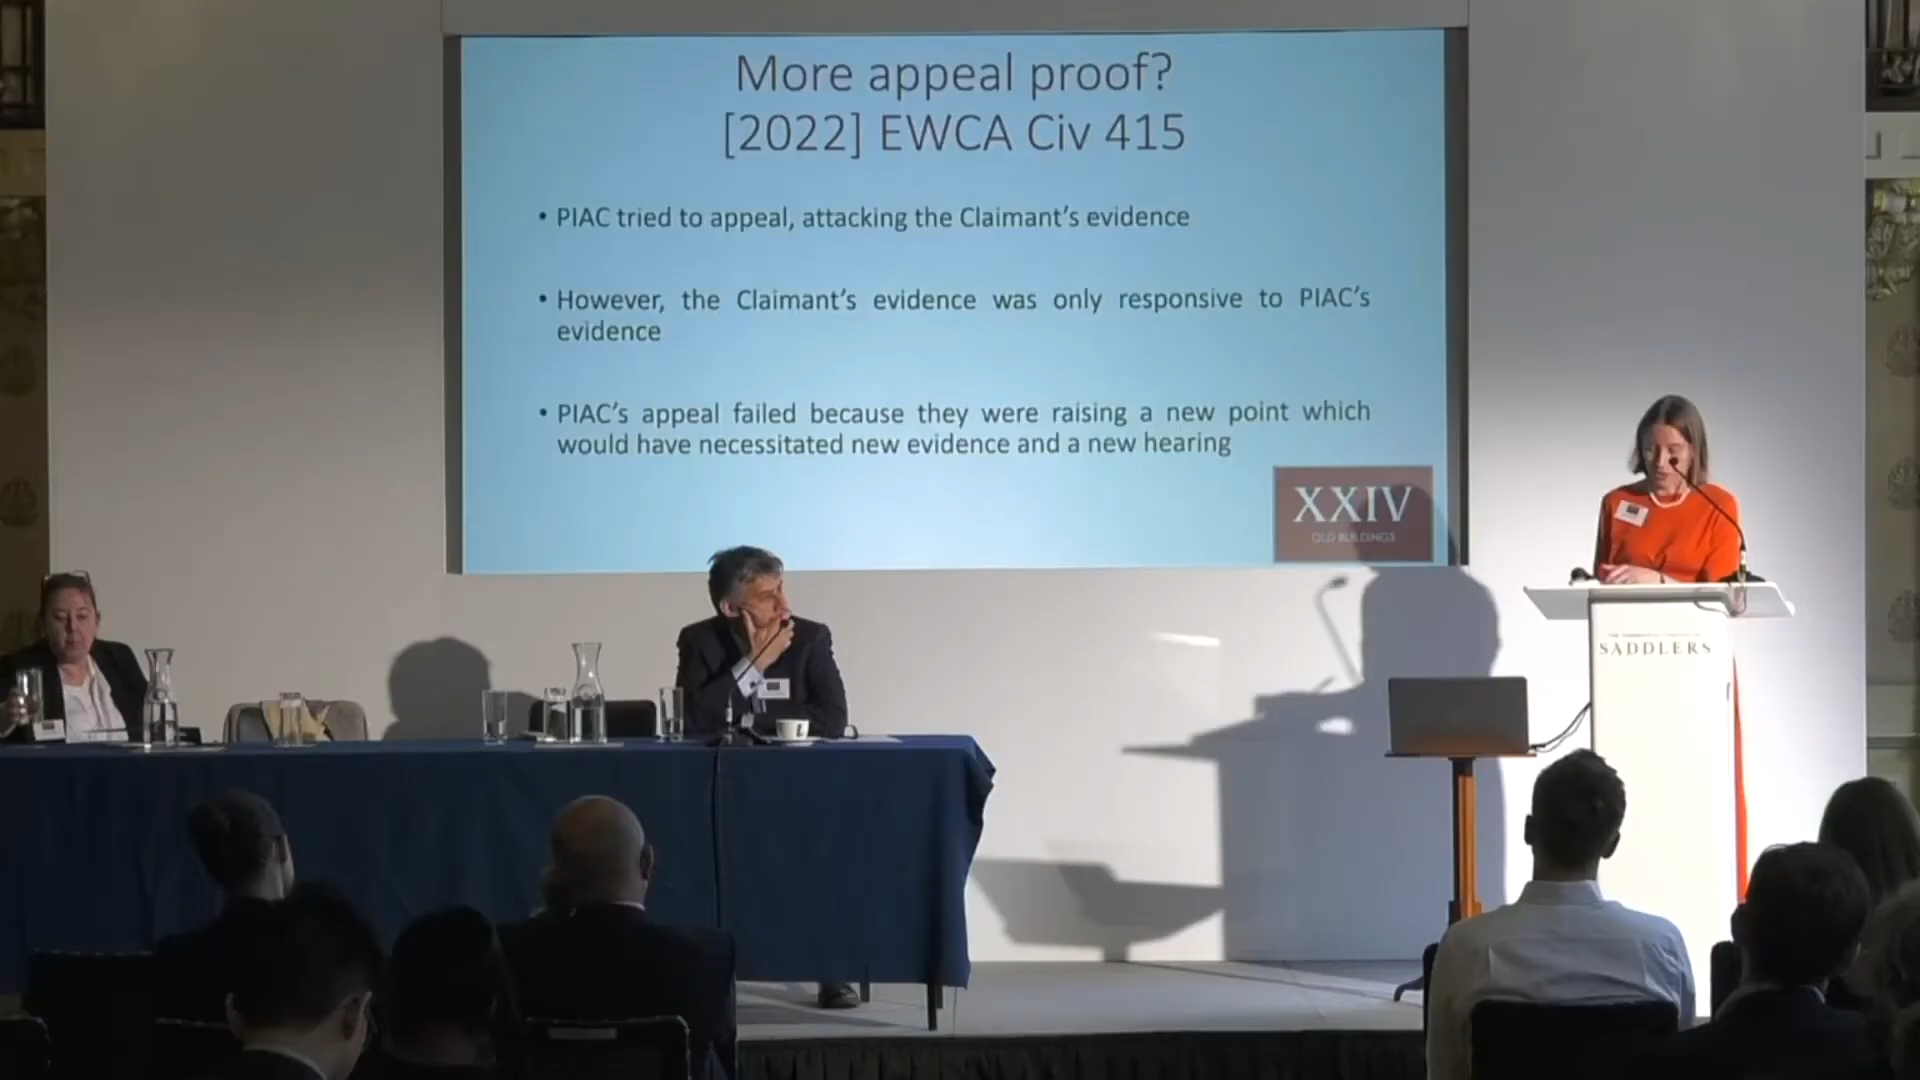 More appeal proof?
[2022] EWCA Civ 415
• PIAC tried to appeal, attacking the Claimant's evidence
• However, the Claimant's evidence was only responsive to PIAC's
evidence
• PIAC's appeal failed because they were raising a new point which
would have necessitated new evidence and a new hearing
XXIV
OLD BUILDINGS
SADDLERS